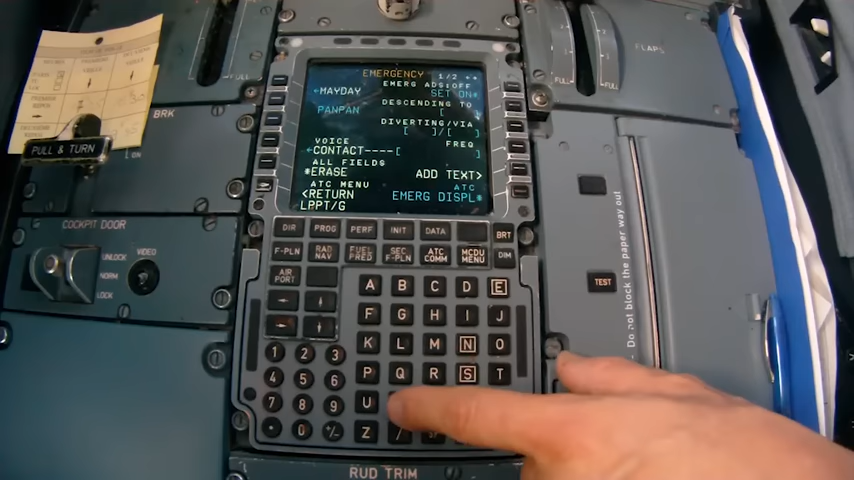 EMERGENCY 1/2 ←→
EMERG ADS:OFF
←MAYDAY SET ON*
DESCENDING TO
PANPAN [
DIVERTING/VIA
[ ]/[ ]
VOICE FREQ
←CONTACT----[ ]
ALL FIELDS
*ERASE ADD TEXT>
ATC MENU ATC
<RETURN EMERG DISPL*
LPPT/G
DIR PROG PERF INIT DATA BRT
F-PLN RAD NAV FUEL PRED SEC F-PLN ATC COMM MCDU MENU DIM
AIR PORT
A B C D E
F G H I J
K L M N O
P Q R S T
U
Z /
1 2 3
4 5 6
7 8 9
. 0 +/-
FULL
BRK
PULL & TURN
ON
COCKPIT DOOR
UNLOCK
NORM
LOCK
VIDEO
FLAPS
FULL
FULL
TEST
Do not block the paper way out
RUD TRIM